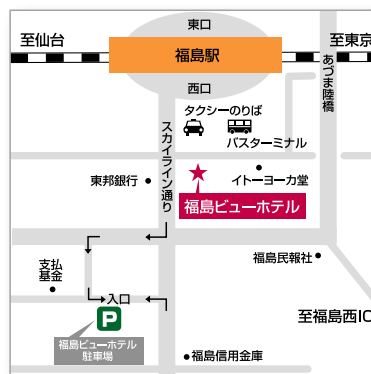 東口
至仙台
福島駅
至東京
西口
あづま陸橋
タクシーのりば
バスターミナル
スカイライン通り
東邦銀行
イトーヨーカ堂
福島ビューホテル
福島民報社
支払
基金
入口
至福島西IC
P
福島ビューホテル
駐車場
福島信用金庫